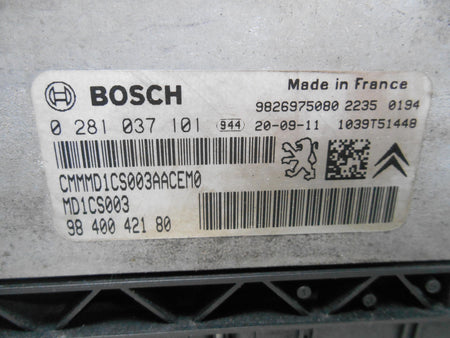 BOSCH
Made in France
9826975080 2235 0194
0 281 037 101 944 20-09-11 1039T51448
CMMMD1CS003AACEM0
MD1CS003
98 400 421 80